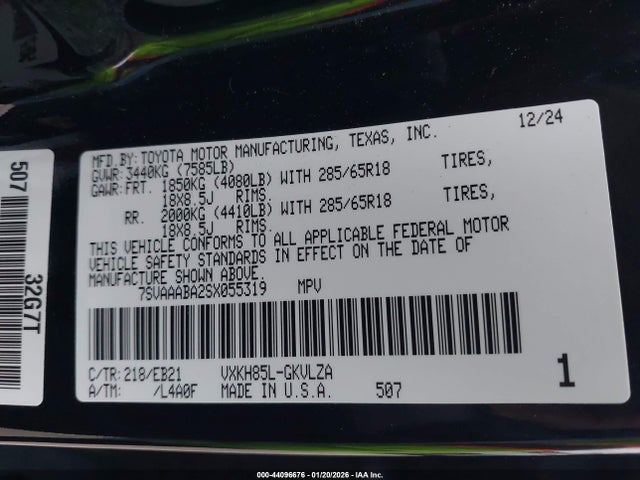 MFD.BY:TOYOTA MOTOR MANUFACTURING, TEXAS, INC. 12/24
GVWR:3440KG (7585LB)
GAWR:FRT. 1850KG (4080LB) WITH 285/65R18 TIRES,
18X8.5J RIMS.
RR. 2000KG (4410LB) WITH 285/65R18 TIRES,
18X8.5J RIMS.
THIS VEHICLE CONFORMS TO ALL APPLICABLE FEDERAL MOTOR
VEHICLE SAFETY STANDARDS IN EFFECT ON THE DATE OF
MANUFACTURE SHOWN ABOVE.
7SVAAABA2SX055319 MPV
C/TR:218/EB21 VXKH85L-GKVLZA
A/TM: /L4A0F MADE IN U.S.A. 507 1
507 32G7T
000-44096676 - 01/20/2026 - IAA Inc.